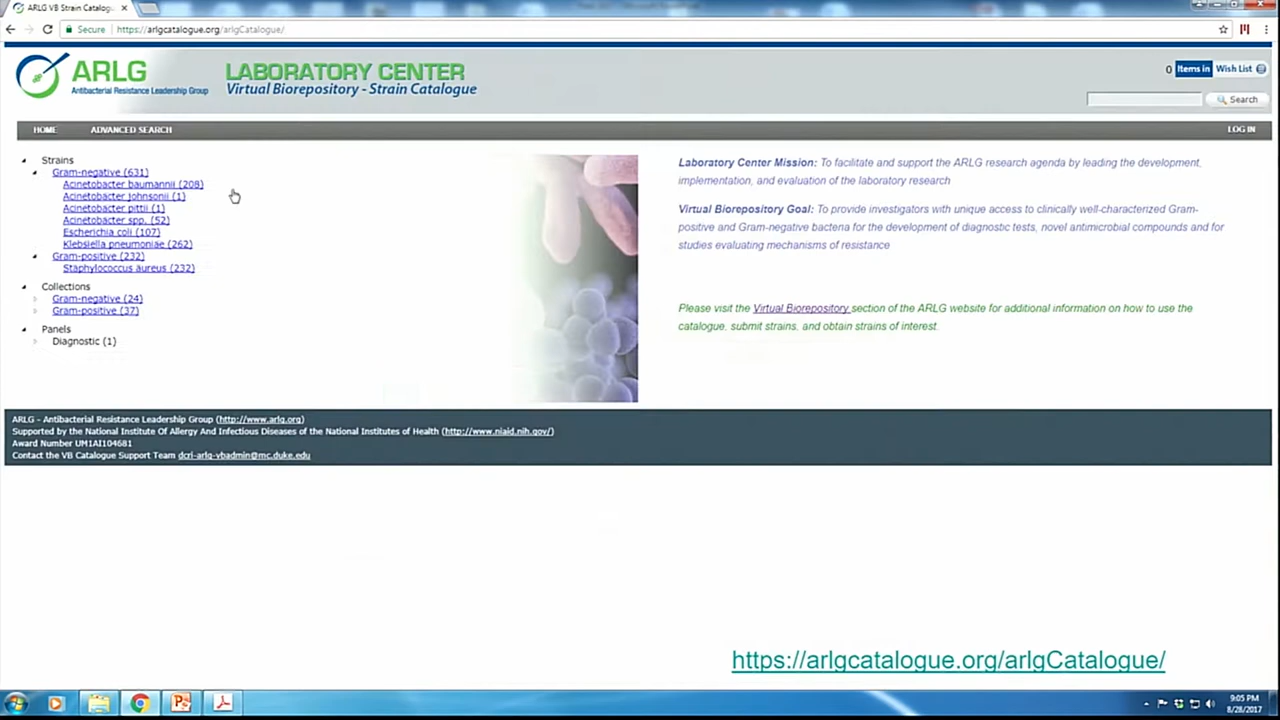 ARLG VB Strain Catalogu
Secure
https://arlgcatalogue.org/arlgCatalogue/
ARLG
Antibacterial Resistance Leadership Group
LABORATORY CENTER
Virtual Biorepository - Strain Catalogue
0 Items in Wish List
Search
HOME
ADVANCED SEARCH
LOG IN
Strains
Gram-negative (631)
Acinetobacter baumannii (208)
Acinetobacter johnsonii (1)
Acinetobacter pittii (1)
Acinetobacter spp. (52)
Escherichia coli (107)
Klebsiella pneumoniae (262)
Gram-positive (232)
Staphylococcus aureus (232)
Collections
Gram-negative (24)
Gram-positive (37)
Panels
Diagnostic (1)
Laboratory Center Mission: To facilitate and support the ARLG research agenda by leading the development,
implementation, and evaluation of the laboratory research
Virtual Biorepository Goal: To provide investigators with unique access to clinically well-characterized Gram-
positive and Gram-negative bacteria for the development of diagnostic tests, novel antimicrobial compounds and for
studies evaluating mechanisms of resistance
Please visit the Virtual Biorepository section of the ARLG website for additional information on how to use the
catalogue, submit strains, and obtain strains of interest.
ARLG - Antibacterial Resistance Leadership Group (http://www.arlg.org)
Supported by the National Institute Of Allergy And Infectious Diseases of the National Institutes of Health (http://www.niaid.nih.gov/)
Award Number UM1AI104681
Contact the VB Catalogue Support Team dcri-arlg-vbadmin@mc.duke.edu
https://arlgcatalogue.org/arlgCatalogue/
9:05 PM
8/28/2017